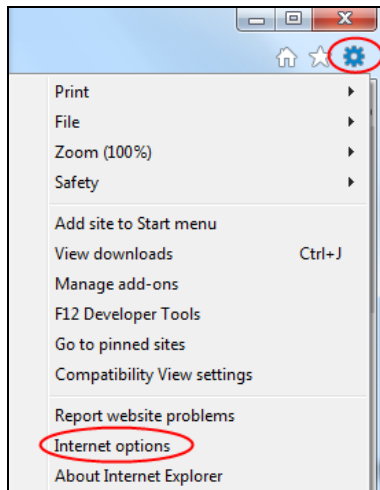 Print
File
Zoom (100%)
Safety
Add site to Start menu
View downloads Ctrl+J
Manage add-ons
F12 Developer Tools
Go to pinned sites
Compatibility View settings
Report website problems
Internet options
About Internet Explorer